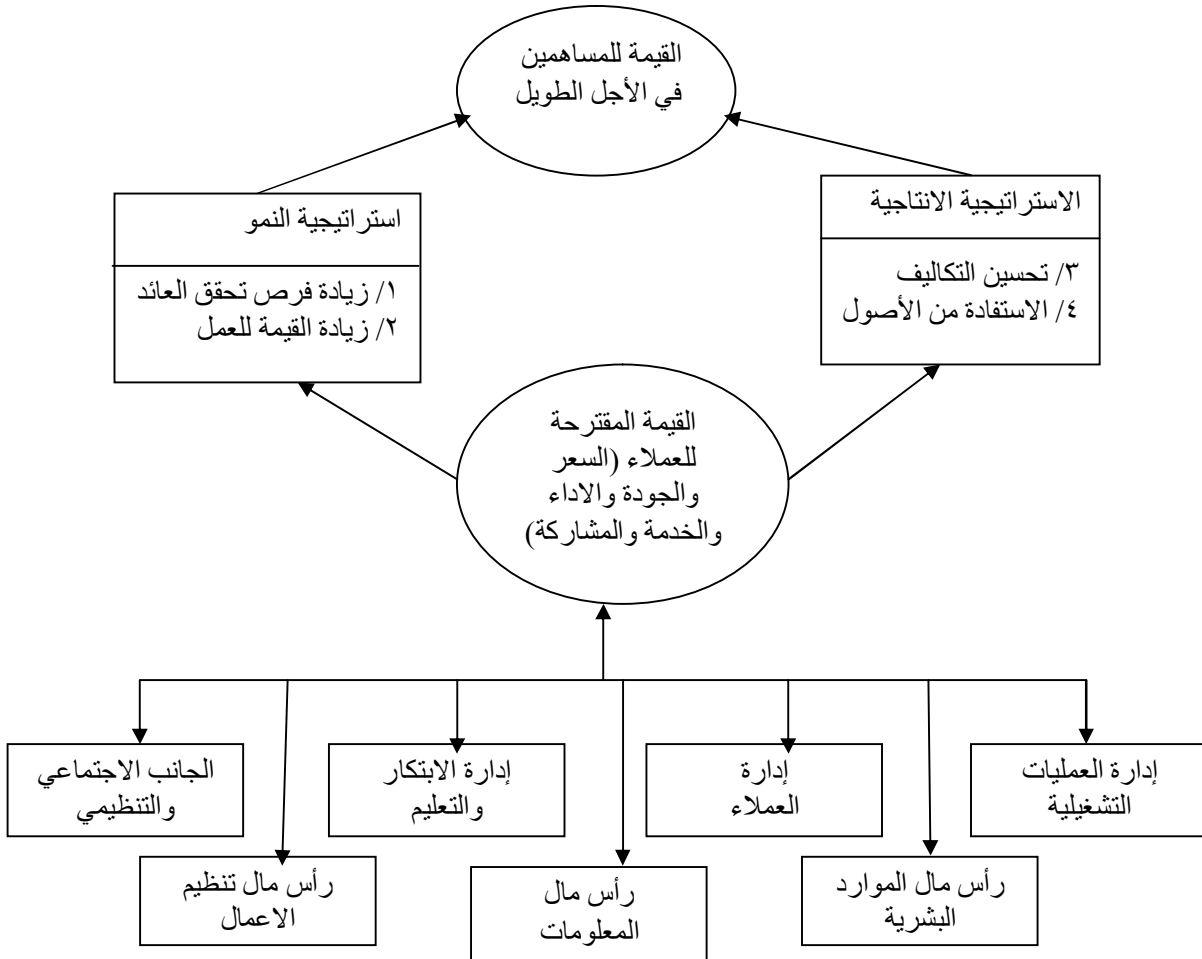 القيمة للمساهمين
في الأجل الطويل
الاستراتيجية الانتاجية
٣/ تحسين التكاليف
٤/ الاستفادة من الأصول
استراتيجية النمو
١/ زيادة فرص تحقق العائد
٢/ زيادة القيمة للعمل
القيمة المقترحة
للعملاء (السعر
والجودة والاداء
والخدمة والمشاركة)
إدارة العمليات
التشغيلية
إدارة
العملاء
إدارة الابتكار
والتعليم
الجانب الاجتماعي
والتنظيمي
رأس مال الموارد
البشرية
رأس مال
المعلومات
رأس مال تنظيم
الاعمال